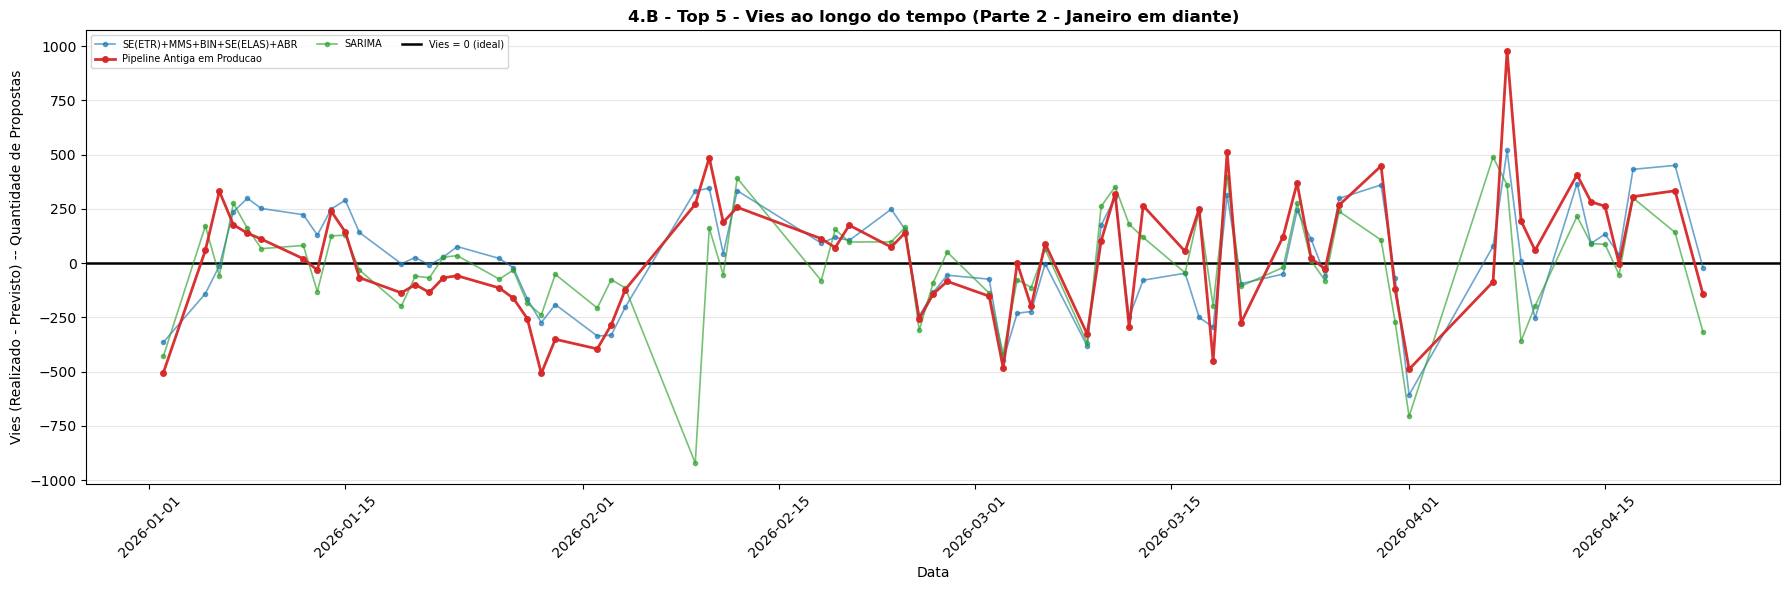 4.B - Top 5 - Vies ao longo do tempo (Parte 2 - Janeiro em diante)
SE(ETR)+MMS+BIN+SE(ELAS)+ABR
Pipeline Antiga em Producao
SARIMA
Vies = 0 (ideal)
Vies (Realizado - Previsto) -- Quantidade de Propostas
1000
750
500
250
0
−250
−500
−750
−1000
2026-01-01
2026-01-15
2026-02-01
2026-02-15
2026-03-01
2026-03-15
2026-04-01
2026-04-15
Data